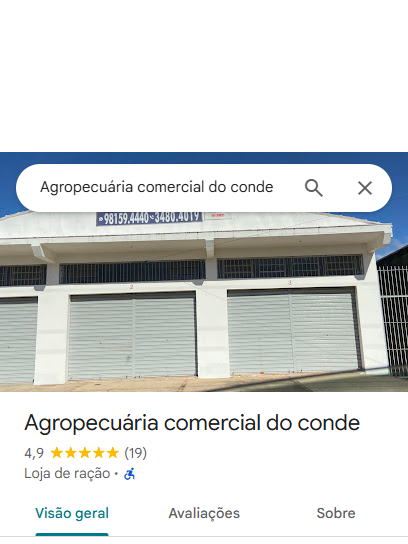 Agropecuária comercial do conde
98159.4440 3480.4019
2
3
Agropecuária comercial do conde
4,9 (19)
Loja de ração ·
Visão geral Avaliações Sobre